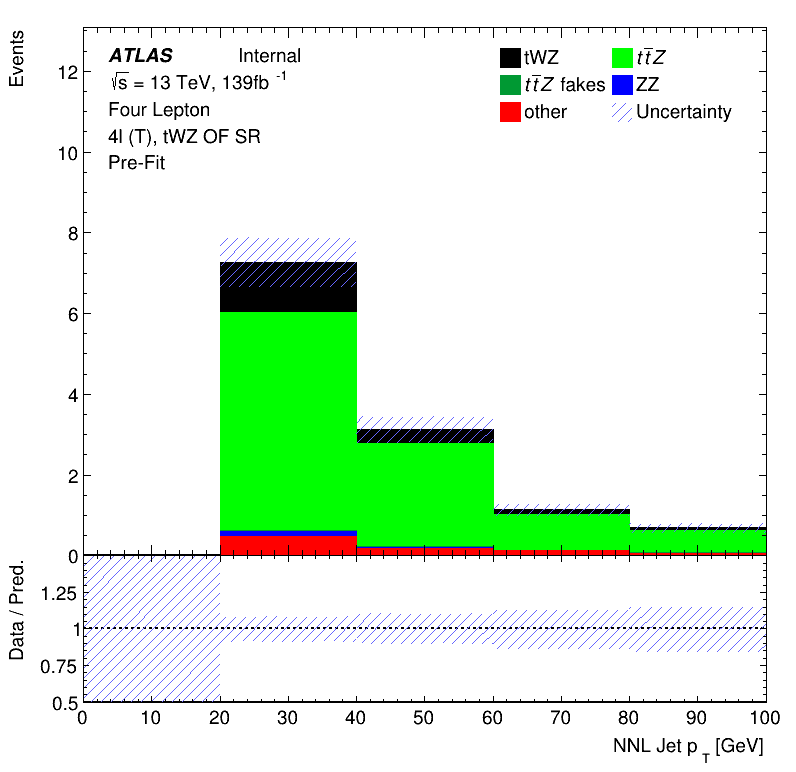 Events
ATLAS Internal
√s = 13 TeV, 139fb -1
Four Lepton
4l (T), tWZ OF SR
Pre-Fit
tWZ tt̄Z
tt̄Z fakes ZZ
other Uncertainty
12
10
8
6
4
2
0
Data / Pred.
1.25
1
0.75
0.5
0 10 20 30 40 50 60 70 80 90 100
NNL Jet p T [GeV]